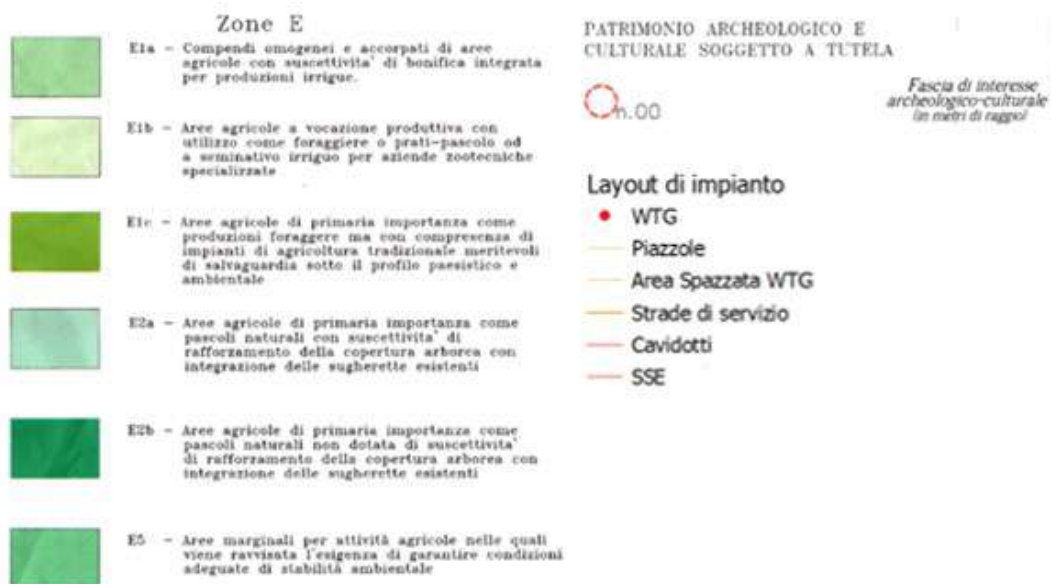 Zone E
E1a - Compendi omogenei e accorpati di aree
agricole con suscettivita' di bonifica integrata
per produzioni irrigue.
E1b - Aree agricole a vocazione produttiva con
utilizzo come foraggiere o prati-pascolo od
a seminativo irriguo per aziende zootecniche
specializzate
E1c - Aree agricole di primaria importanza come
produzioni foraggere ma con compresenza di
impianti di agricoltura tradizionale meritevoli
di salvaguardia sotto il profilo paesistico e
ambientale
E2a - Aree agricole di primaria importanza come
pascoli naturali con suscettivita' di
rafforzamento della copertura arborea con
integrazione delle sugherette esistenti
E2b - Aree agricole di primaria importanza come
pascoli naturali non dotata di suscettivita'
di rafforzamento della copertura arborea con
integrazione delle sugherette esistenti
E5 - Aree marginali per attività agricole nelle quali
viene ravvisata l'esigenza di garantire condizioni
adeguate di stabilità ambientale
PATRIMONIO ARCHEOLOGICO E
CULTURALE SOGGETTO A TUTELA
n.00
Fascia di interesse
archeologico-culturale
(in metri di raggio)
Layout di impianto
WTG
Piazzole
Area Spazzata WTG
Strade di servizio
Cavidotti
SSE